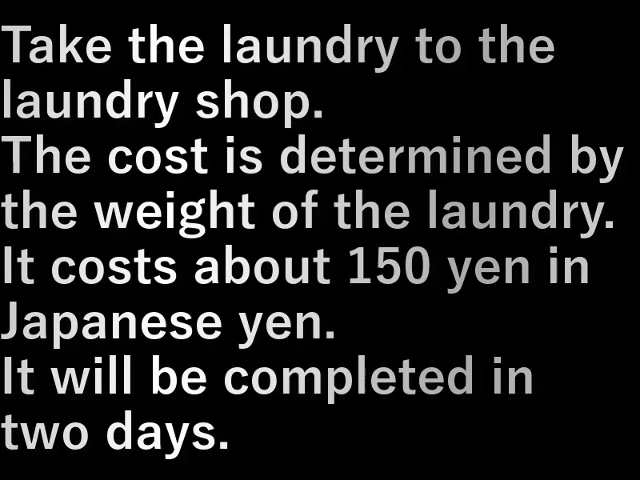 Take the laundry to the
laundry shop.
The cost is determined by
the weight of the laundry.
It costs about 150 yen in
Japanese yen.
It will be completed in
two days.